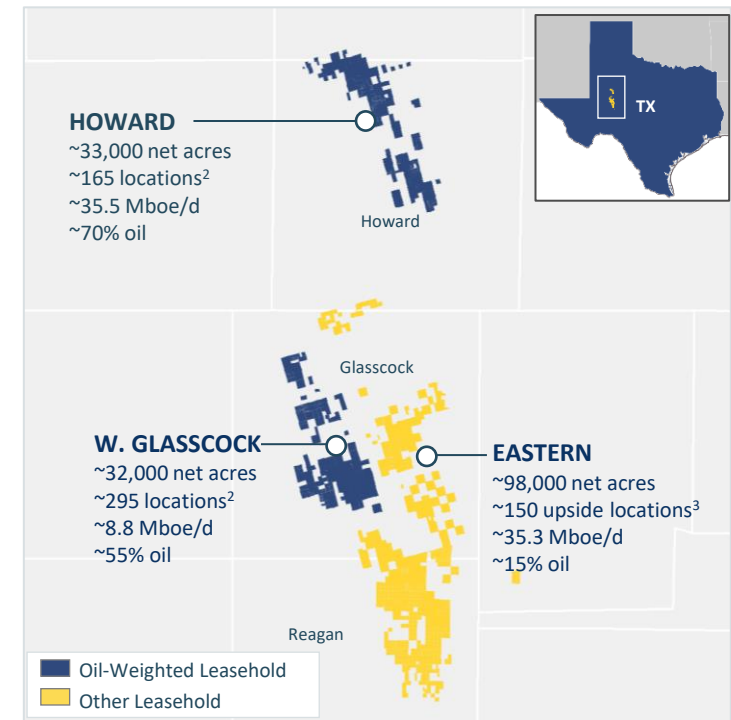 TX
HOWARD
~33,000 net acres
~165 locations²
~35.5 Mboe/d
~70% oil
Howard
Glasscock
W. GLASSCOCK
~32,000 net acres
~295 locations²
~8.8 Mboe/d
~55% oil
EASTERN
~98,000 net acres
~150 upside locations³
~35.3 Mboe/d
~15% oil
Reagan
Oil-Weighted Leasehold
Other Leasehold